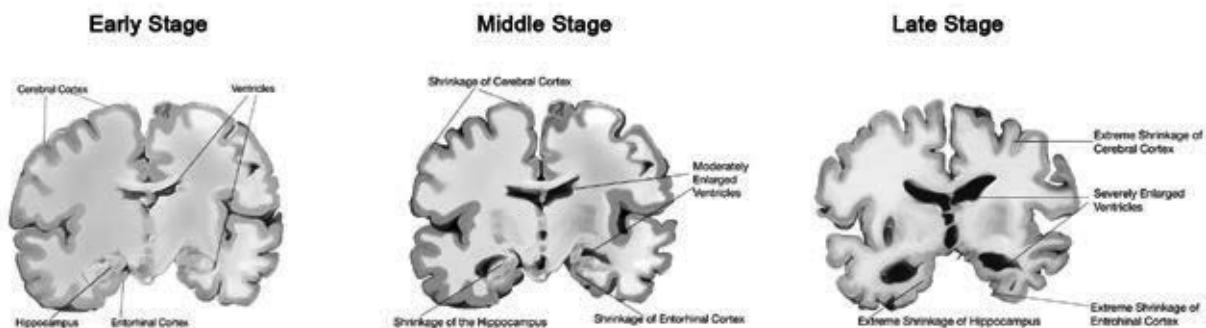 Early Stage
Middle Stage
Late Stage
Cerebral Cortex
Ventricles
Hippocampus
Entorhinal Cortex
Shrinkage of Cerebral Cortex
Moderately
Enlarged
Ventricles
Shrinkage of the Hippocampus
Shrinkage of Entorhinal Cortex
Extreme Shrinkage of
Cerebral Cortex
Severely Enlarged
Ventricles
Extreme Shrinkage of Hippocampus
Extreme Shrinkage of
Entrohinal Cortex